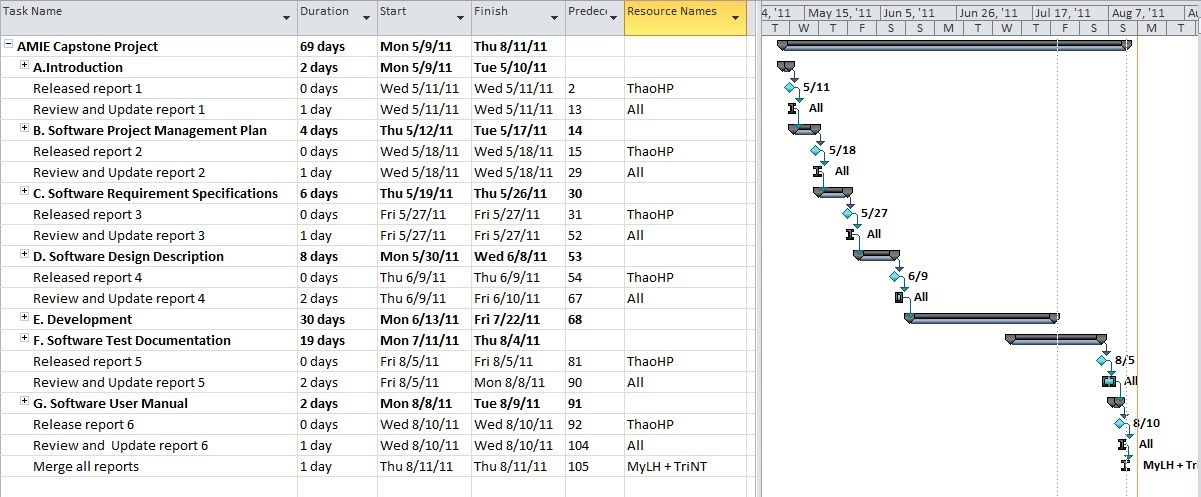 Task Name Duration Start Finish Predec Resource Names 4, '11 May 15, '11 Jun 5, '11 Jun 26, '11 Jul 17, '11 Aug 7, '11
T T F S S M T W T F S S M T
AMIE Capstone Project 69 days Mon 5/9/11 Thu 8/11/11
A.Introduction 2 days Mon 5/9/11 Tue 5/10/11
Released report 1 0 days Wed 5/11/11 Wed 5/11/11 2 ThaoHP 5/11
Review and Update report 1 1 day Wed 5/11/11 Wed 5/11/11 13 All All
B. Software Project Management Plan 4 days Thu 5/12/11 Tue 5/17/11 14
Released report 2 0 days Wed 5/18/11 Wed 5/18/11 15 ThaoHP 5/18
Review and Update report 2 1 day Wed 5/18/11 Wed 5/18/11 29 All All
C. Software Requirement Specifications 6 days Thu 5/19/11 Thu 5/26/11 30
Released report 3 0 days Fri 5/27/11 Fri 5/27/11 31 ThaoHP 5/27
Review and Update report 3 1 day Fri 5/27/11 Fri 5/27/11 52 All All
D. Software Design Description 8 days Mon 5/30/11 Wed 6/8/11 53
Released report 4 0 days Thu 6/9/11 Thu 6/9/11 54 ThaoHP 6/9
Review and Update report 4 2 days Thu 6/9/11 Fri 6/10/11 67 All All
E. Development 30 days Mon 6/13/11 Fri 7/22/11 68
F. Software Test Documentation 19 days Mon 7/11/11 Thu 8/4/11
Released report 5 0 days Fri 8/5/11 Fri 8/5/11 81 ThaoHP 8/5
Review and Update report 5 2 days Fri 8/5/11 Mon 8/8/11 90 All All
G. Software User Manual 2 days Mon 8/8/11 Tue 8/9/11 91
Release report 6 0 days Wed 8/10/11 Wed 8/10/11 92 ThaoHP 8/10
Review and  Update report 6 1 day Wed 8/10/11 Wed 8/10/11 104 All All
Merge all reports 1 day Thu 8/11/11 Thu 8/11/11 105 MyLH + TriNT MyLH + Tri